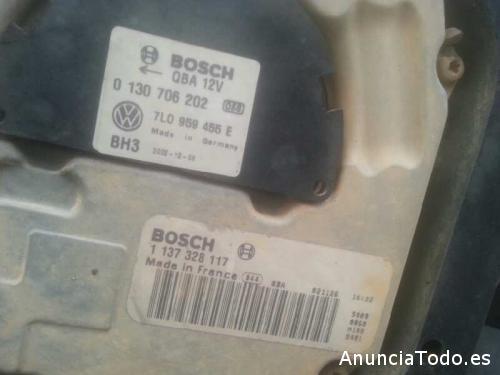 BOSCH
QBA 12V
0 130 706 202
7L0 959 455 E
Made in Germany
BH3
BOSCH
1 137 328 117
Made in France
AnunciaTodo.es